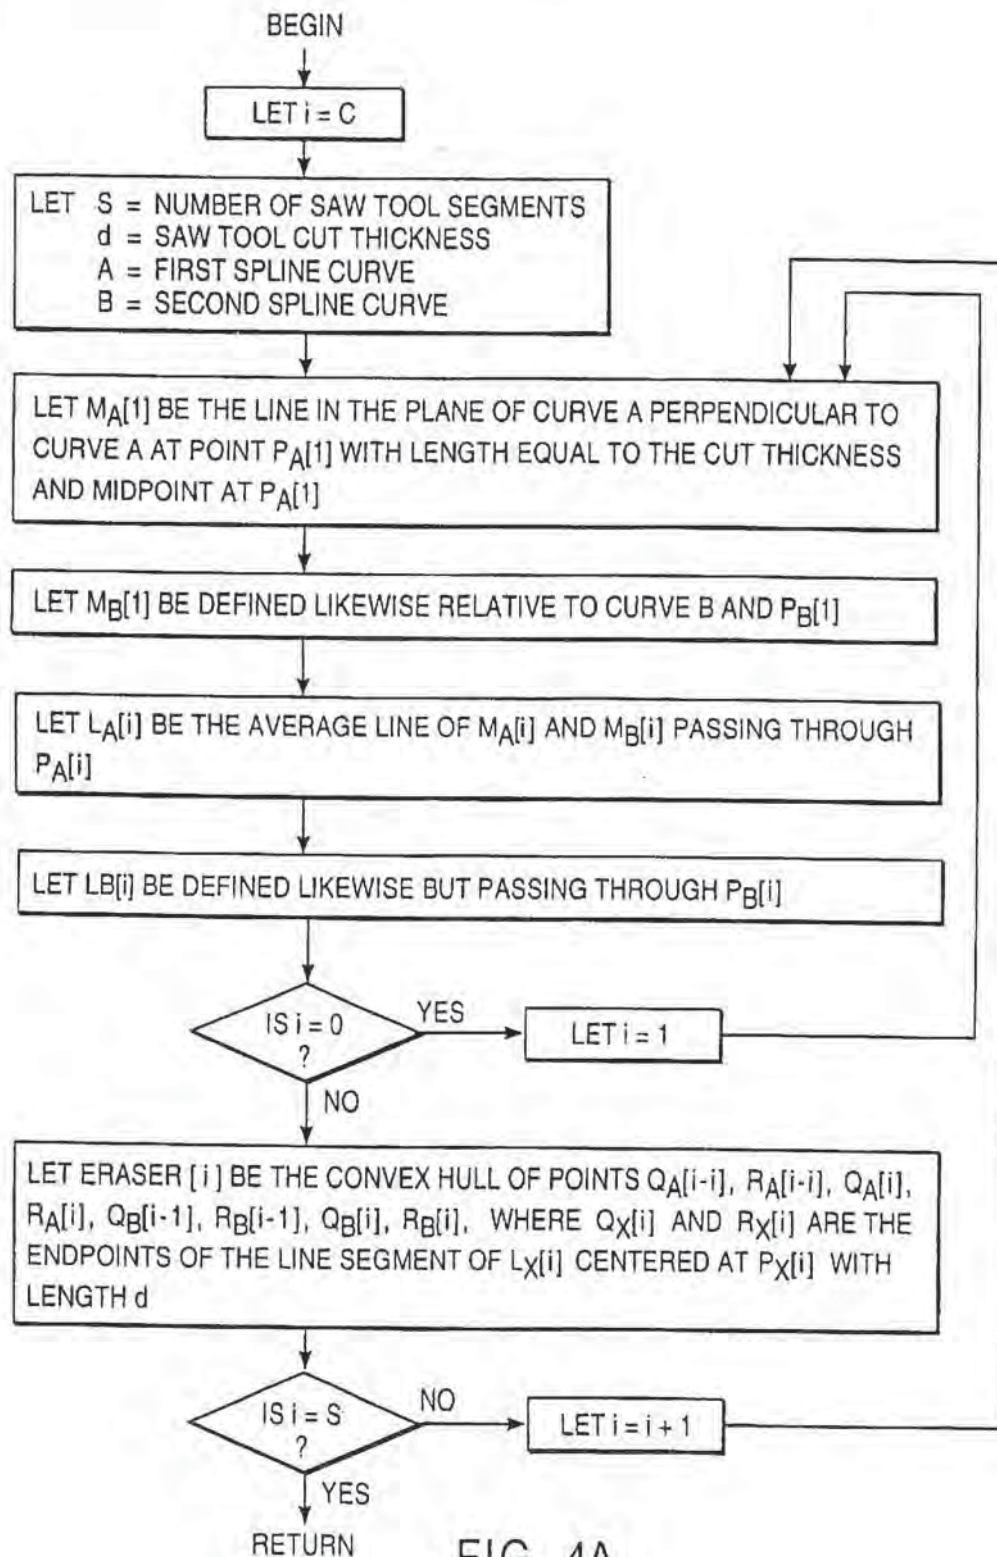 BEGIN
LET i = C
LET S = NUMBER OF SAW TOOL SEGMENTS
d = SAW TOOL CUT THICKNESS
A = FIRST SPLINE CURVE
B = SECOND SPLINE CURVE
LET MA[1] BE THE LINE IN THE PLANE OF CURVE A PERPENDICULAR TO
CURVE A AT POINT PA[1] WITH LENGTH EQUAL TO THE CUT THICKNESS
AND MIDPOINT AT PA[1]
LET MB[1] BE DEFINED LIKEWISE RELATIVE TO CURVE B AND PB[1]
LET LA[i] BE THE AVERAGE LINE OF MA[i] AND MB[i] PASSING THROUGH
PA[i]
LET LB[i] BE DEFINED LIKEWISE BUT PASSING THROUGH PB[i]
IS i = 0
?
YES
LET i = 1
NO
LET ERASER [i] BE THE CONVEX HULL OF POINTS QA[i-i], RA[i-i], QA[i],
RA[i], QB[i-1], RB[i-1], QB[i], RB[i], WHERE QX[i] AND RX[i] ARE THE
ENDPOINTS OF THE LINE SEGMENT OF LX[i] CENTERED AT PX[i] WITH
LENGTH d
IS i = S
?
NO
LET i = i + 1
YES
RETURN
FIG. 4A